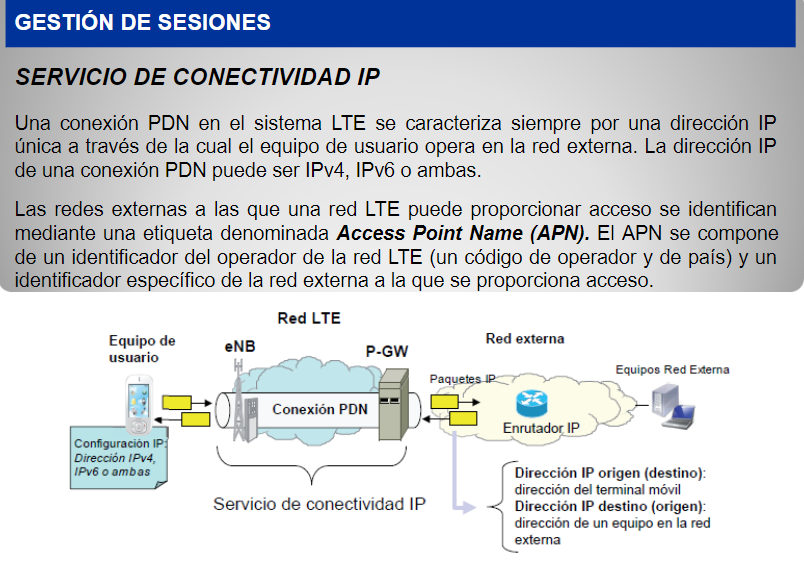 GESTIÓN DE SESIONES
SERVICIO DE CONECTIVIDAD IP
Una conexión PDN en el sistema LTE se caracteriza siempre por una dirección IP
única a través de la cual el equipo de usuario opera en la red externa. La dirección IP
de una conexión PDN puede ser IPv4, IPv6 o ambas.
Las redes externas a las que una red LTE puede proporcionar acceso se identifican
mediante una etiqueta denominada Access Point Name (APN). El APN se compone
de un identificador del operador de la red LTE (un código de operador y de país) y un
identificador específico de la red externa a la que se proporciona acceso.
Red LTE
Equipo de
usuario
eNB
P-GW
Red externa
Paquetes IP
Equipos Red Externa
Conexión PDN
Enrutador IP
Configuración IP:
Dirección IPv4,
IPv6 o ambas
Servicio de conectividad IP
Dirección IP origen (destino):
dirección del terminal móvil
Dirección IP destino (origen):
dirección de un equipo en la red
externa